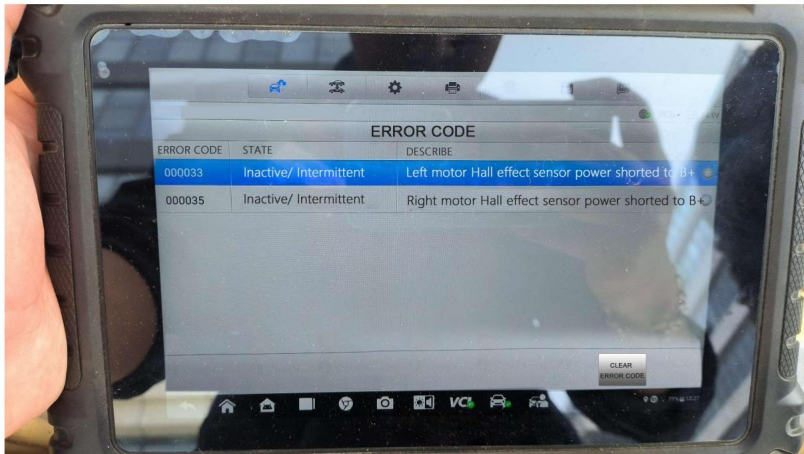 ERROR CODE
ERROR CODE STATE DESCRIBE
000033 Inactive/ Intermittent Left motor Hall effect sensor power shorted to B+
000035 Inactive/ Intermittent Right motor Hall effect sensor power shorted to B+
CLEAR
ERROR CODE
VCI